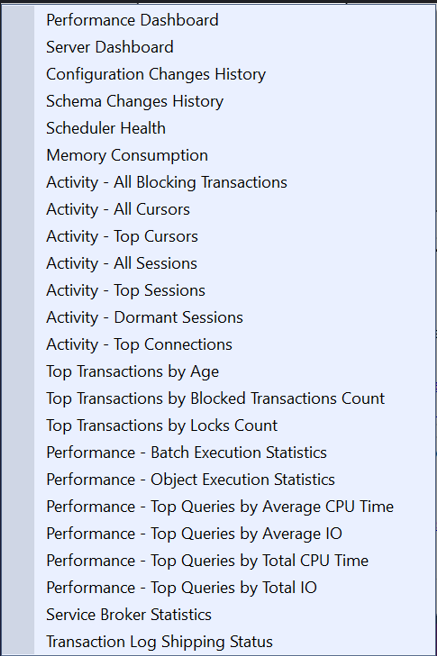 Performance Dashboard
Server Dashboard
Configuration Changes History
Schema Changes History
Scheduler Health
Memory Consumption
Activity - All Blocking Transactions
Activity - All Cursors
Activity - Top Cursors
Activity - All Sessions
Activity - Top Sessions
Activity - Dormant Sessions
Activity - Top Connections
Top Transactions by Age
Top Transactions by Blocked Transactions Count
Top Transactions by Locks Count
Performance - Batch Execution Statistics
Performance - Object Execution Statistics
Performance - Top Queries by Average CPU Time
Performance - Top Queries by Average IO
Performance - Top Queries by Total CPU Time
Performance - Top Queries by Total IO
Service Broker Statistics
Transaction Log Shipping Status